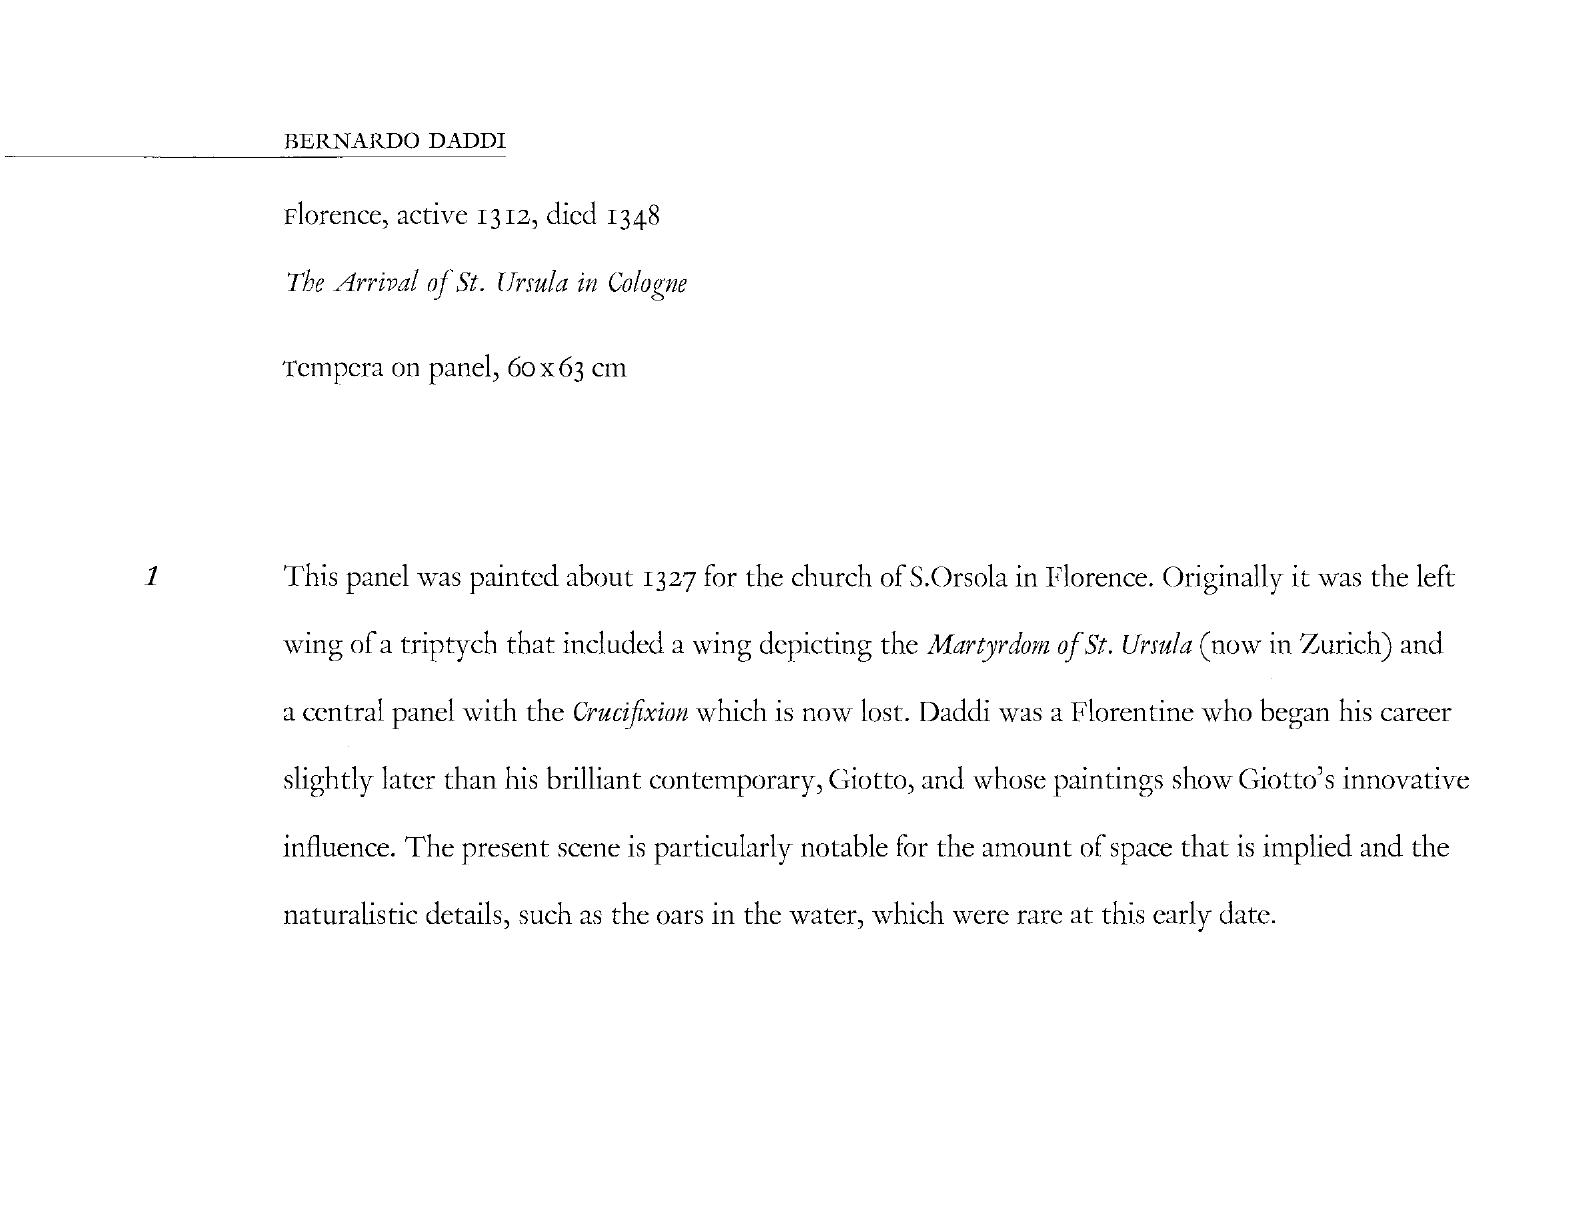 BERNARDO DADDI
Florence, active 1312, died 1348
The Arrival of St. Ursula in Cologne
Tempera on panel, 60 x 63 cm
1
This panel was painted about 1327 for the church of S.Orsola in Florence. Originally it was the left
wing of a triptych that included a wing depicting the Martyrdom of St. Ursula (now in Zurich) and
a central panel with the Crucifixion which is now lost. Daddi was a Florentine who began his career
slightly later than his brilliant contemporary, Giotto, and whose paintings show Giotto's innovative
influence. The present scene is particularly notable for the amount of space that is implied and the
naturalistic details, such as the oars in the water, which were rare at this early date.